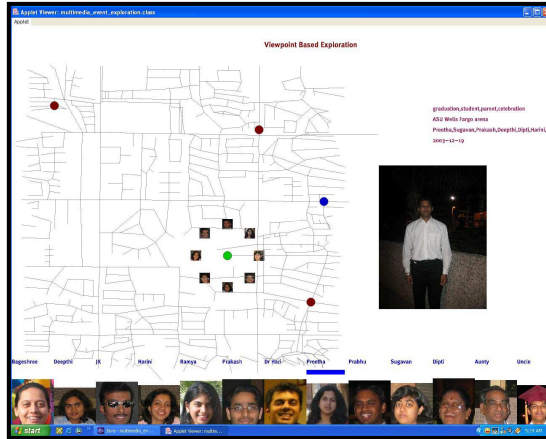 Applet Viewer: multimedia_event_exploration.class
Applet
Viewpoint Based Exploration
graduation,student,parent,celebration
ASU Wells Fargo arena
Preetha,Sugavan,Prakash,Deepthi,Dipti,Harini,
2003-12-19
Bageshree Deepthi JK Harini Ramya Prakash Dr Hari Preetha Prabhu Sugavan Dipti Aunty Uncle
start
Applet Viewer: multim...